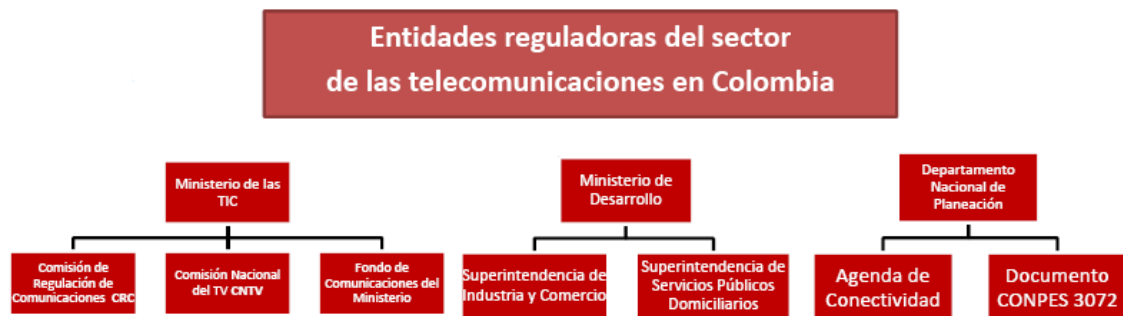 Entidades reguladoras del sector
de las telecomunicaciones en Colombia
Ministerio de las
TIC
Ministerio de
Desarrollo
Departamento
Nacional de
Planeación
Comisión de
Regulación de
Comunicaciones CRC
Comisión Nacional
del TV CNTV
Fondo de
Comunicaciones del
Ministerio
Superintendencia de
Industria y Comercio
Superintendencia de
Servicios Públicos
Domiciliarios
Agenda de
Conectividad
Documento
CONPES 3072